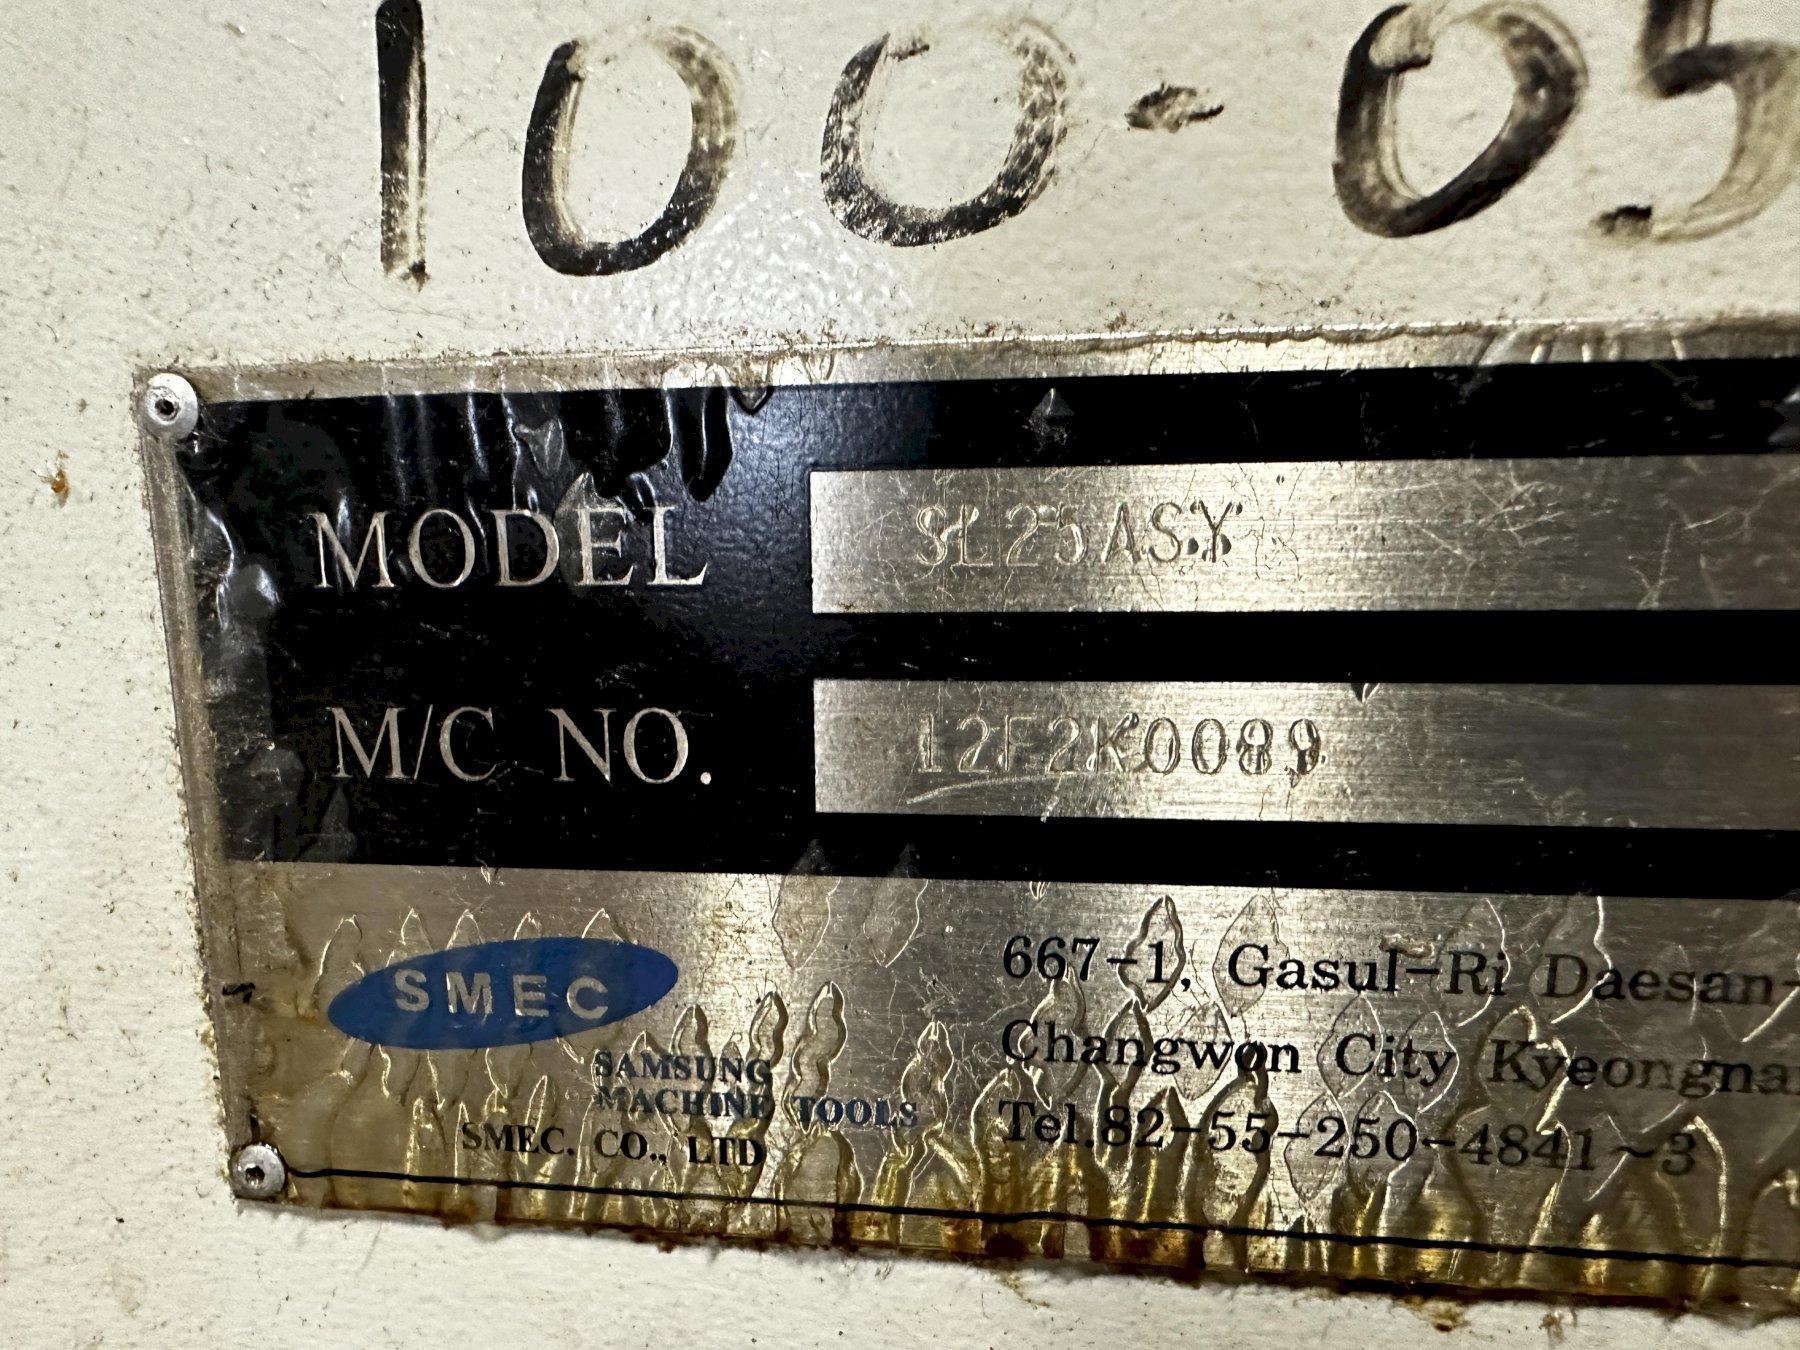 100-05
MODEL SL25ASY
M/C NO. L2F2K0089
SMEC
SAMSUNG
MACHINE TOOLS
SMEC. CO., LTD
667-1, Gasul-Ri Daesan-
Changwon City Kyeongna
Tel.82-55-250-4841~3